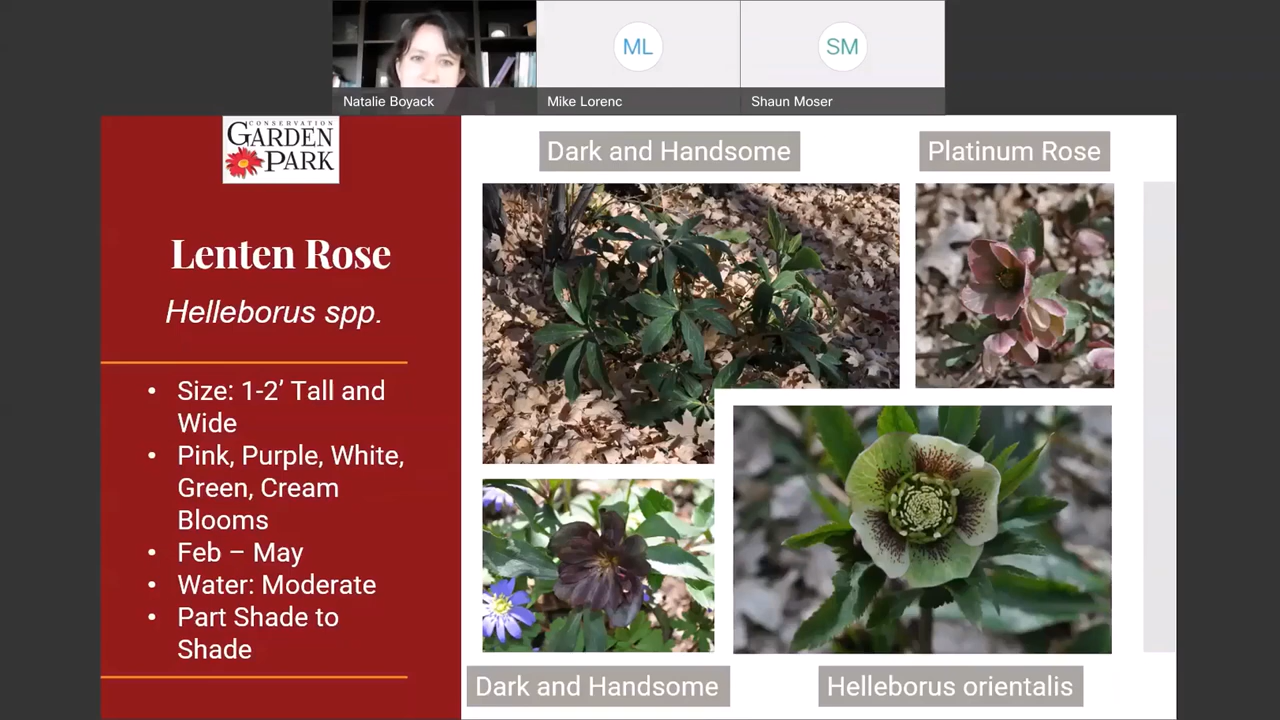 ML
SM
Natalie Boyack
Mike Lorenc
Shaun Moser
CONSERVATION
GARDEN
PARK
Lenten Rose
Helleborus spp.
• Size: 1-2’ Tall and
Wide
• Pink, Purple, White,
Green, Cream
Blooms
• Feb – May
• Water: Moderate
• Part Shade to
Shade
Dark and Handsome
Platinum Rose
Dark and Handsome
Helleborus orientalis